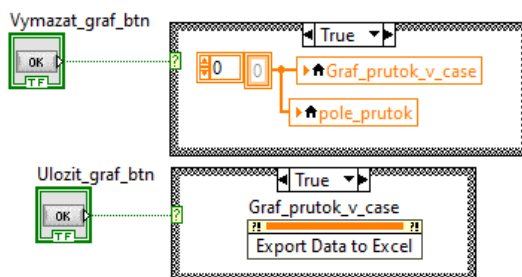 Vymazat_graf_btn
True
OK
TF
?
0
0
Graf_prutok_v_case
pole_prutok
Ulozit_graf_btn
True
OK
TF
?
Graf_prutok_v_case
?! ?!
Export Data to Excel